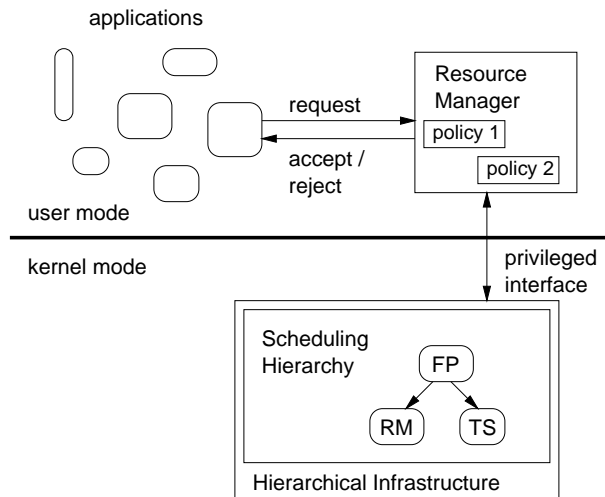 applications
Resource
Manager
request
policy 1
accept /
reject
policy 2
user mode
kernel mode
privileged
interface
Scheduling
Hierarchy
FP
RM
TS
Hierarchical Infrastructure